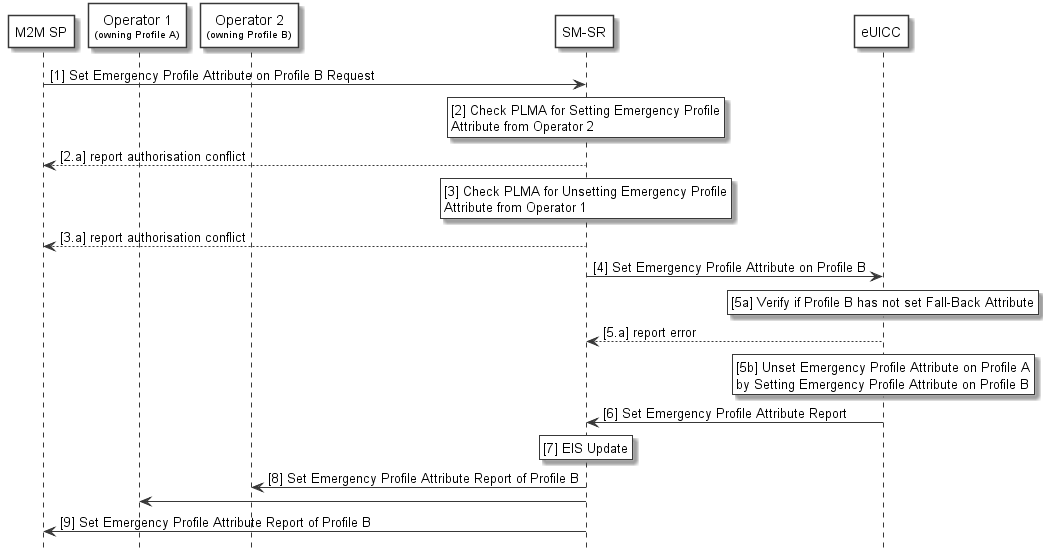 M2M SP
Operator 1
(owning Profile A)
Operator 2
(owning Profile B)
SM-SR
eUICC
[1] Set Emergency Profile Attribute on Profile B Request
[2] Check PLMA for Setting Emergency Profile
Attribute from Operator 2
[2.a] report authorisation conflict
[3] Check PLMA for Unsetting Emergency Profile
Attribute from Operator 1
[3.a] report authorisation conflict
[4] Set Emergency Profile Attribute on Profile B
[5a] Verify if Profile B has not set Fall-Back Attribute
[5.a] report error
[5b] Unset Emergency Profile Attribute on Profile A
by Setting Emergency Profile Attribute on Profile B
[6] Set Emergency Profile Attribute Report
[7] EIS Update
[8] Set Emergency Profile Attribute Report of Profile B
[9] Set Emergency Profile Attribute Report of Profile B